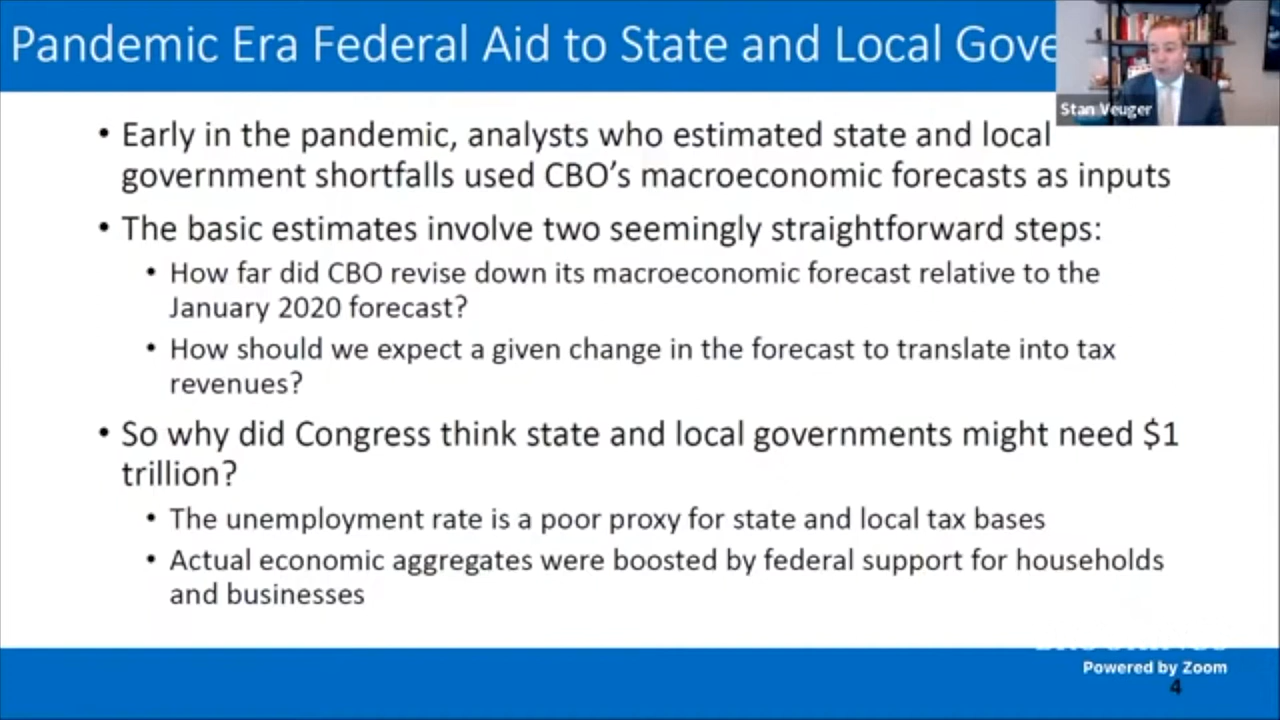 Pandemic Era Federal Aid to State and Local Gove
Stan Veuger
• Early in the pandemic, analysts who estimated state and local
government shortfalls used CBO’s macroeconomic forecasts as inputs
• The basic estimates involve two seemingly straightforward steps:
• How far did CBO revise down its macroeconomic forecast relative to the
January 2020 forecast?
• How should we expect a given change in the forecast to translate into tax
revenues?
• So why did Congress think state and local governments might need $1
trillion?
• The unemployment rate is a poor proxy for state and local tax bases
• Actual economic aggregates were boosted by federal support for households
and businesses
Powered by Zoom
4